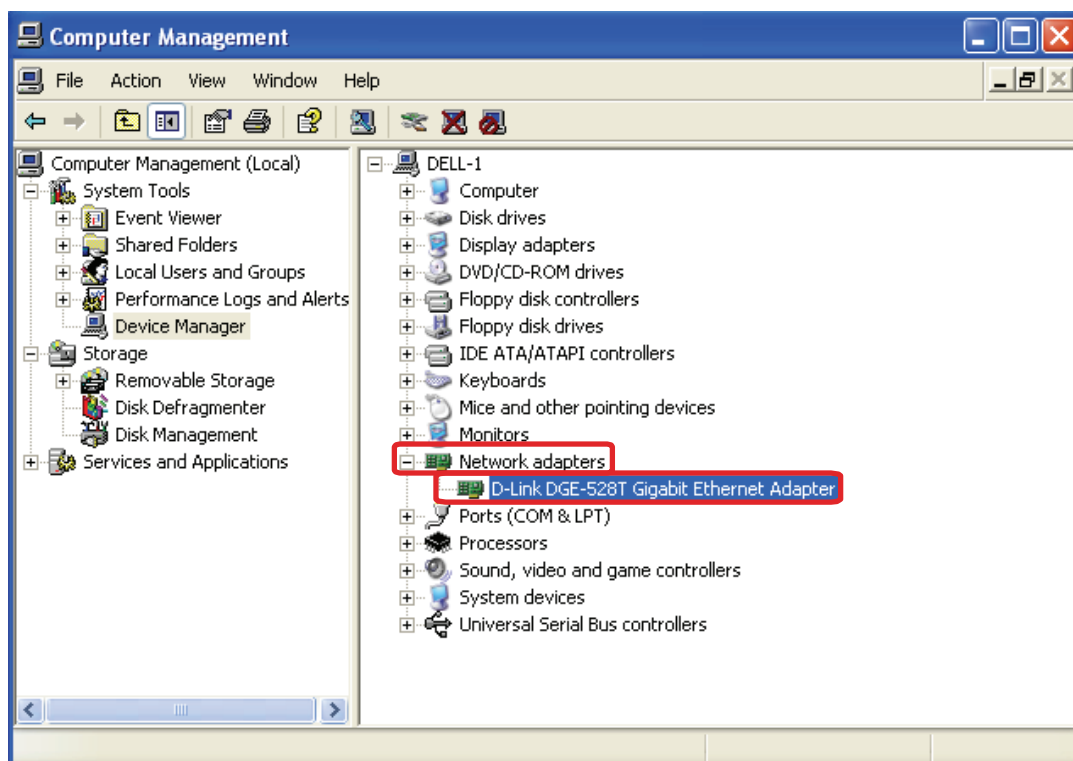 Computer Management
File Action View Window Help
Computer Management (Local)
System Tools
Event Viewer
Shared Folders
Local Users and Groups
Performance Logs and Alerts
Device Manager
Storage
Removable Storage
Disk Defragmenter
Disk Management
Services and Applications
DELL-1
Computer
Disk drives
Display adapters
DVD/CD-ROM drives
Floppy disk controllers
Floppy disk drives
IDE ATA/ATAPI controllers
Keyboards
Mice and other pointing devices
Monitors
Network adapters
D-Link DGE-528T Gigabit Ethernet Adapter
Ports (COM & LPT)
Processors
Sound, video and game controllers
System devices
Universal Serial Bus controllers